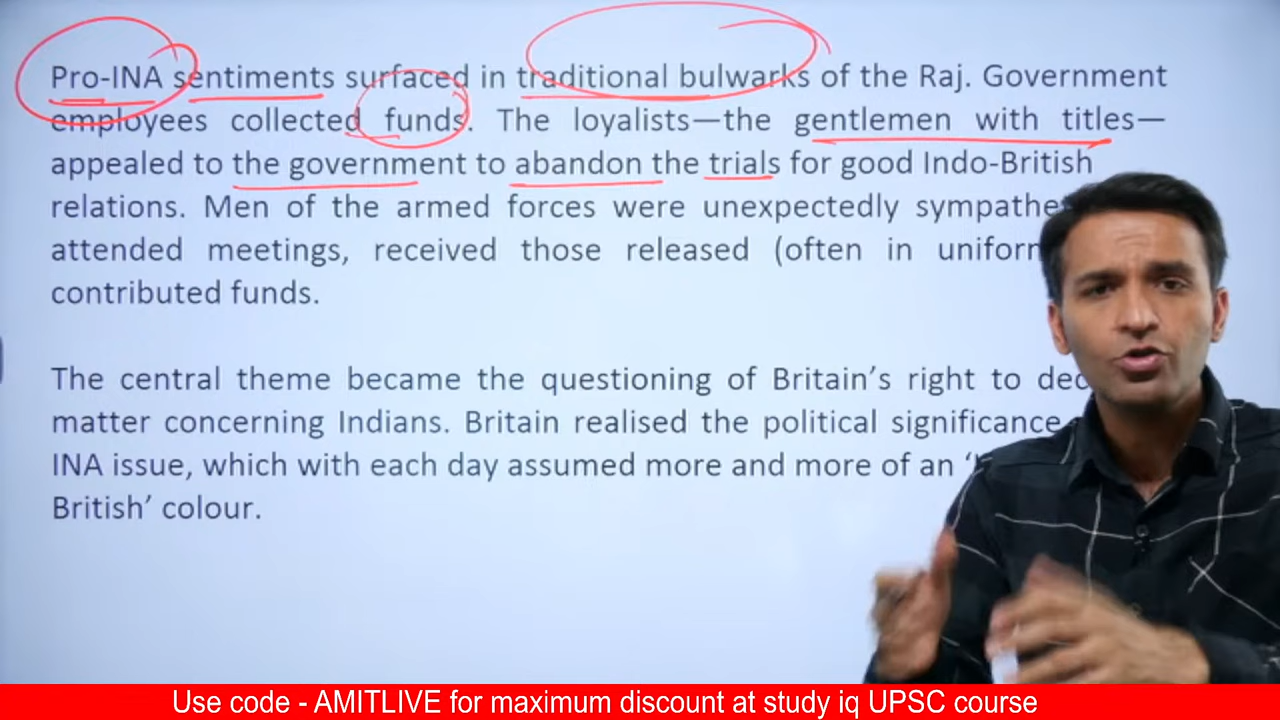 Pro-INA sentiments surfaced in traditional bulwarks of the Raj. Government
employees collected funds. The loyalists—the gentlemen with titles—
appealed to the government to abandon the trials for good Indo-British
relations. Men of the armed forces were unexpectedly
attended meetings, received those released (often in
contributed funds.
The central theme became the questioning of Britain's right to
matter concerning Indians. Britain realised the political significance
INA issue, which with each day assumed more and more of an
British' colour.
Use code - AMITLIVE for maximum discount at study iq UPSC course